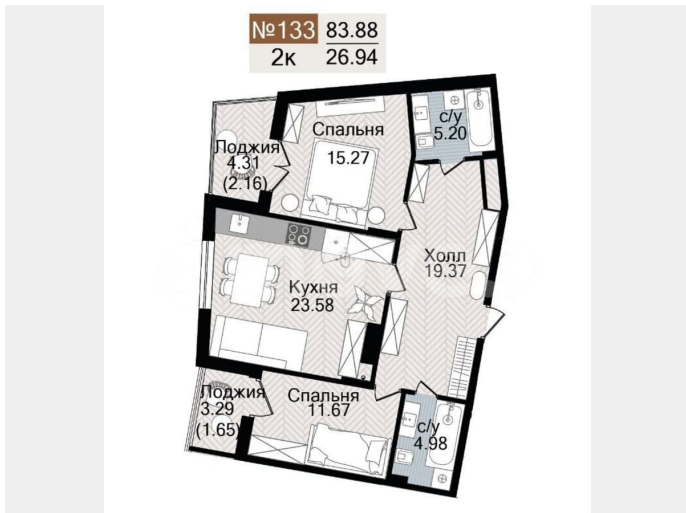 №133
83.88
2к
26.94
с/у
5.20
Спальня
15.27
Лоджия
4.31
(2.16)
Холл
19.37
Кухня
23.58
Лоджия
3.29
(1.65)
Спальня
11.67
с/у
4.98